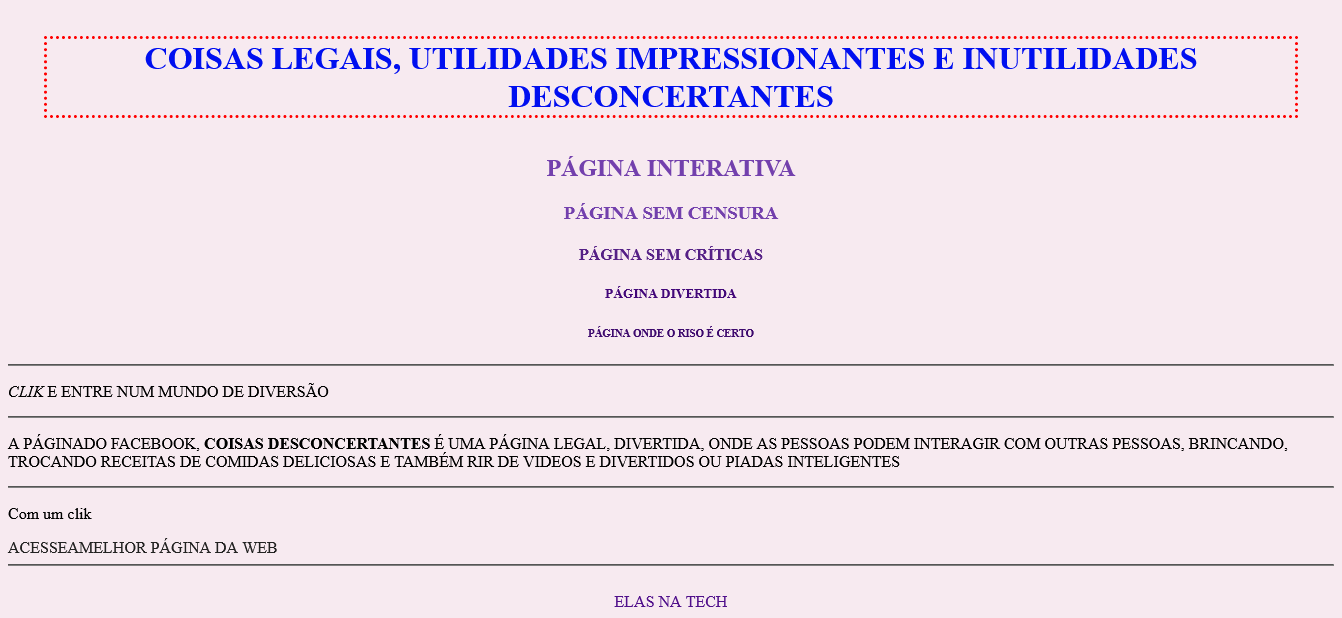 COISAS LEGAIS, UTILIDADES IMPRESSIONANTES E INUTILIDADES
DESCONCERTANTES
PÁGINA INTERATIVA
PÁGINA SEM CENSURA
PÁGINA SEM CRÍTICAS
PÁGINA DIVERTIDA
PÁGINA ONDE O RISO É CERTO
CLIK E ENTRE NUM MUNDO DE DIVERSÃO
A PÁGINADO FACEBOOK, COISAS DESCONCERTANTES É UMA PÁGINA LEGAL, DIVERTIDA, ONDE AS PESSOAS PODEM INTERAGIR COM OUTRAS PESSOAS, BRINCANDO,
TROCANDO RECEITAS DE COMIDAS DELICIOSAS E TAMBÉM RIR DE VIDEOS E DIVERTIDOS OU PIADAS INTELIGENTES
Com um clik
ACESSEAMELHOR PÁGINA DA WEB
ELAS NA TECH